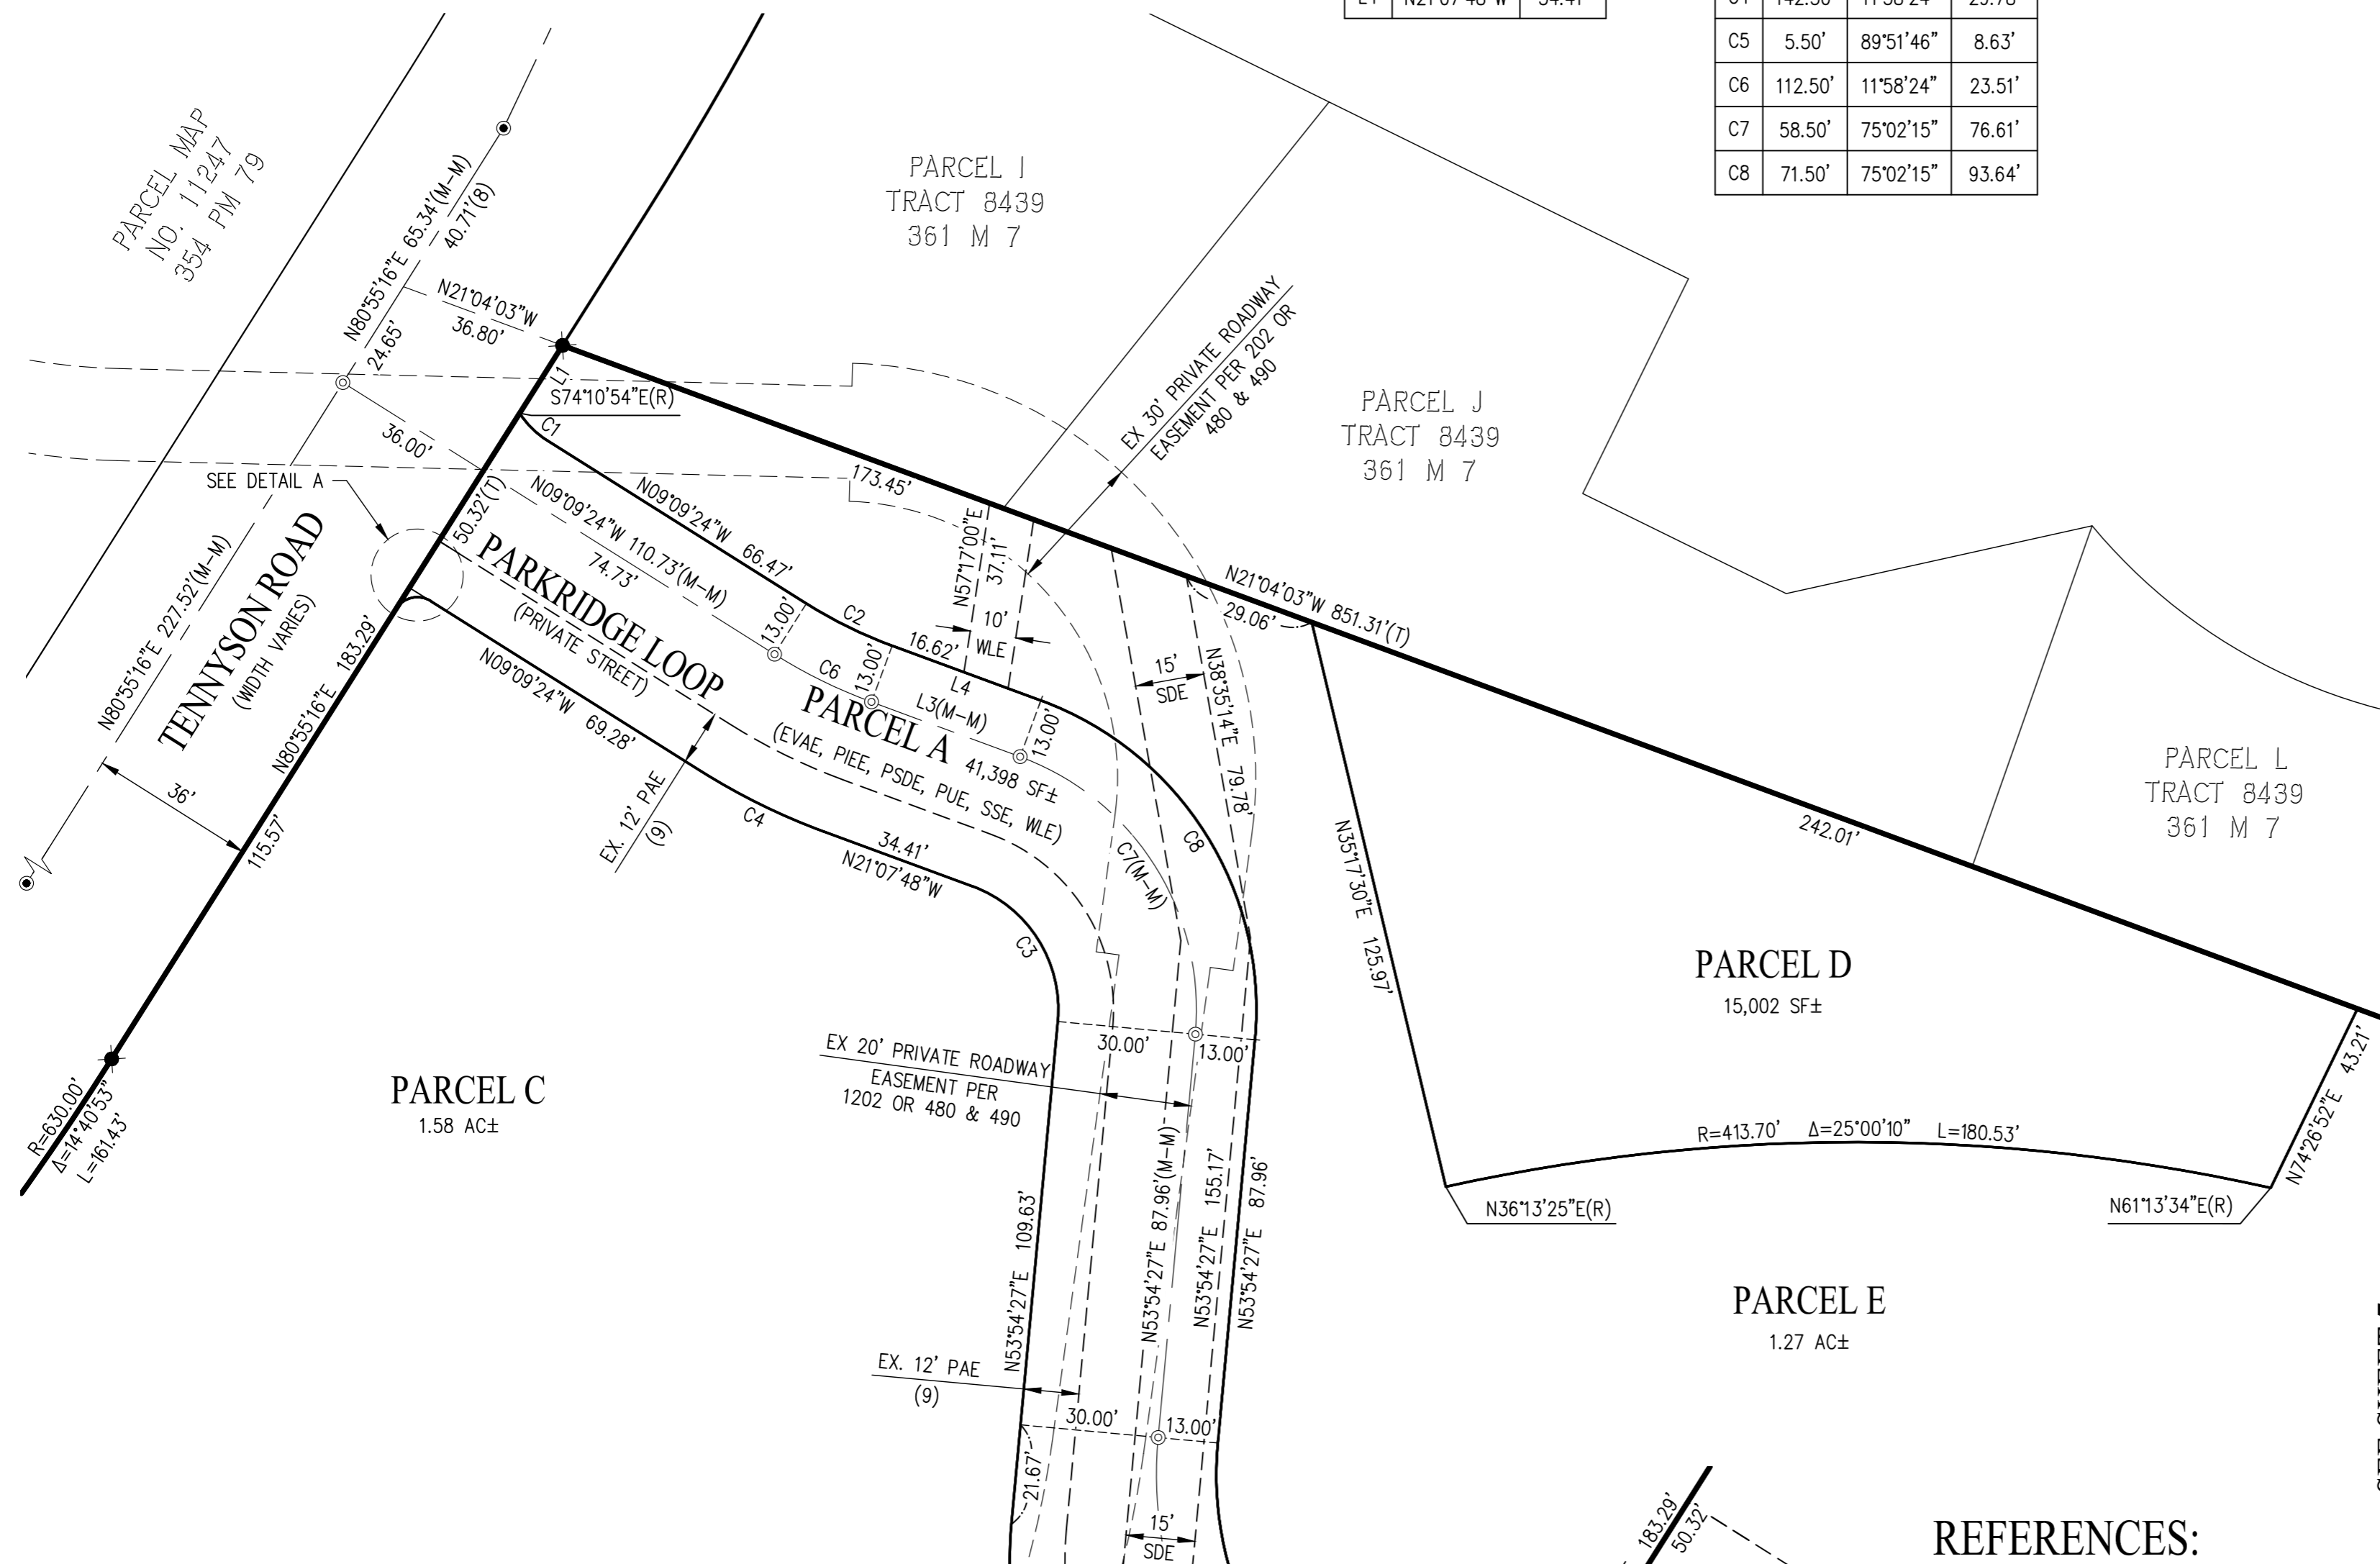 C5 5.50' 89°51'46" 8.63'
C6 112.50' 11°58'24" 23.51'
C7 58.50' 75°02'15" 76.61'
C8 71.50' 75°02'15" 93.64'
PARCEL MAP
NO. 11247
354 PM 79
N80°55'16"E 65.34'(M-M)
40.71'(8)
24.65'
N21°04'03"W
36.80'
PARCEL I
TRACT 8439
361 M 7
EX 30' PRIVATE ROADWAY
EASEMENT PER 202 OR
480 & 490
PARCEL J
TRACT 8439
361 M 7
L1
S74°10'54"E(R)
C1
36.00'
SEE DETAIL A
50.32'(T)
173.45'
N09°09'24"W 66.47'
N09°09'24"W 110.73'(M-M)
74.73'
PARKRIDGE LOOP
(PRIVATE STREET)
N09°09'24"W 69.28'
N57°17'00"E
37.11'
10'
WLE
13.00'
C2
16.62'
C6
13.00'
L4
L3(M-M)
13.00'
PARCEL A
41,398 SF±
(EVAE, PIEE, PSDE, PUE, SSE, WLE)
N21°04'03"W 851.31'(T)
29.06'
15'
SDE
N38°35'14"E 79.78'
N80°55'16"E 227.52'(M-M)
TENNYSON ROAD
(WIDTH VARIES)
N80°55'16"E 183.29'
36'
115.57'
EX. 12' PAE
(9)
C4
34.41'
N21°07'48"W
C3
C7(M-M)
C8
N35°17'30"E 125.97'
242.01'
PARCEL L
TRACT 8439
361 M 7
PARCEL D
15,002 SF±
R=413.70' Δ=25°00'10" L=180.53'
N74°26'52"E 43.21'
N36°13'25"E(R)
N61°13'34"E(R)
R=630.00'
Δ=14°40'53"
L=161.43'
PARCEL C
1.58 AC±
30.00'
13.00'
EX 20' PRIVATE ROADWAY
EASEMENT PER
1202 OR 480 & 490
N53°54'27"E 109.63'
N53°54'27"E 87.96'(M-M)
N53°54'27"E 155.17'
N53°54'27"E 87.96'
PARCEL E
1.27 AC±
EX. 12' PAE
(9)
30.00'
13.00'
21.67'
15'
SDE
183.29'
50.32'
REFERENCES: